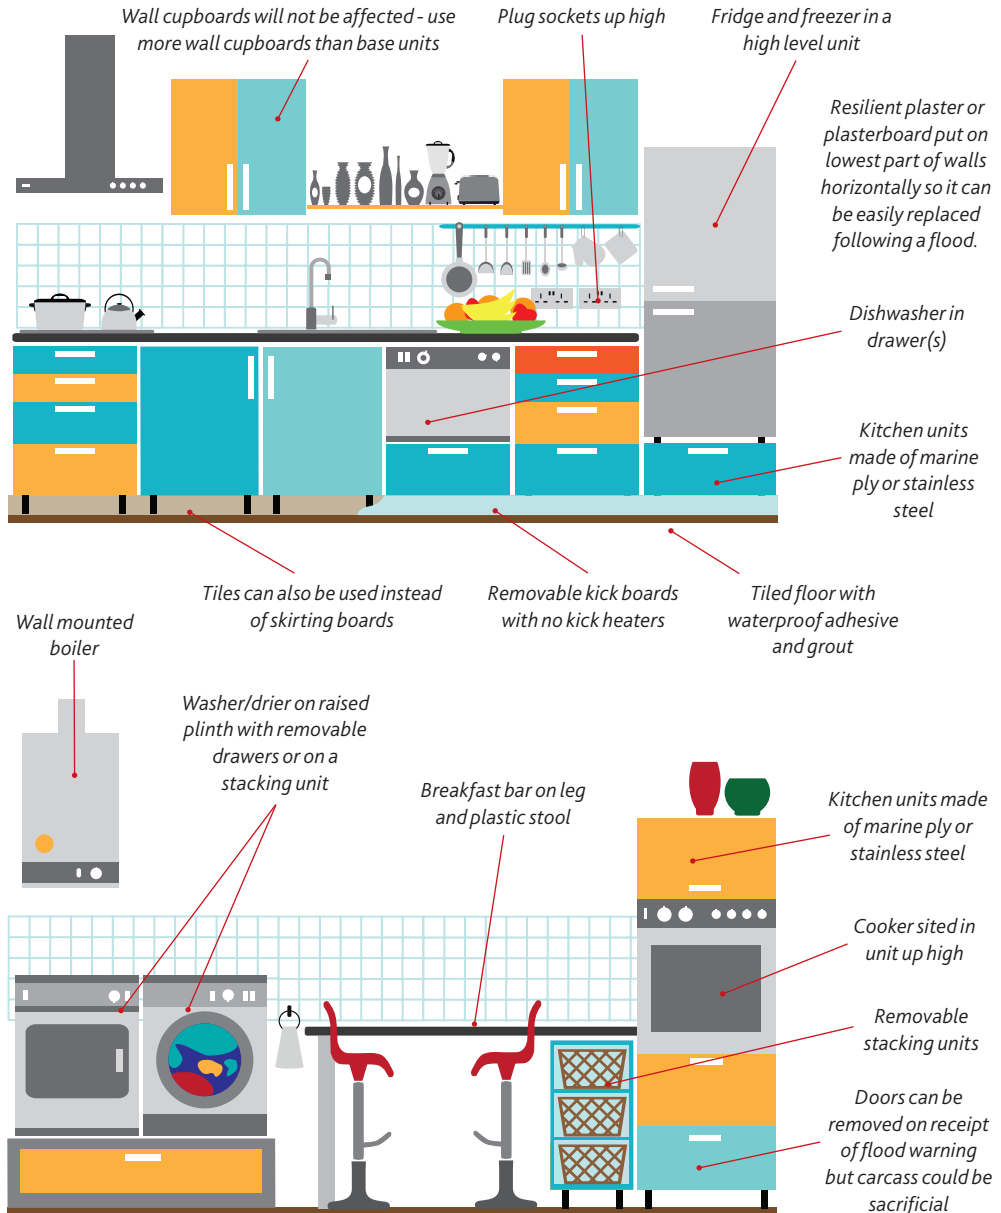 Wall cupboards will not be affected - use
more wall cupboards than base units
Plug sockets up high
Fridge and freezer in a
high level unit
Resilient plaster or
plasterboard put on
lowest part of walls
horizontally so it can
be easily replaced
following a flood.
Dishwasher in
drawer(s)
Kitchen units
made of marine
ply or stainless
steel
Tiles can also be used instead
of skirting boards
Removable kick boards
with no kick heaters
Tiled floor with
waterproof adhesive
and grout
Wall mounted
boiler
Washer/drier on raised
plinth with removable
drawers or on a
stacking unit
Breakfast bar on leg
and plastic stool
Kitchen units made
of marine ply or
stainless steel
Cooker sited in
unit up high
Removable
stacking units
Doors can be
removed on receipt
of flood warning
but carcass could be
sacrificial